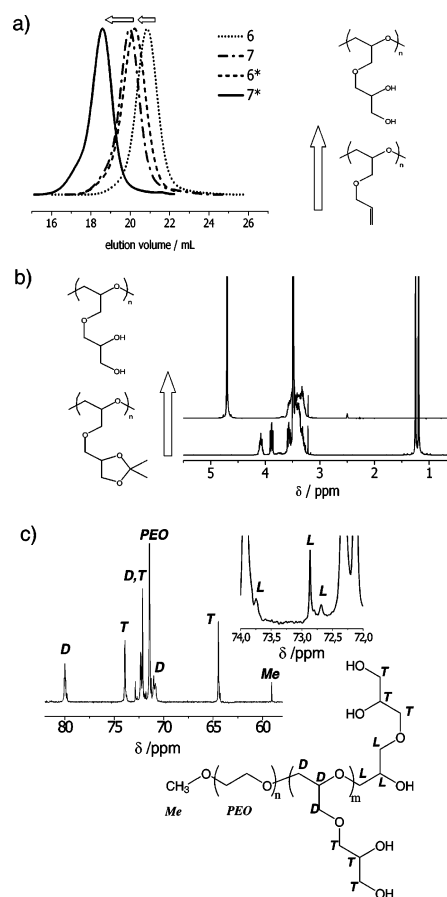 a)
6
7
6*
7*
16 18 20 22 24 26
elution volume / mL
O
n
O
OH
OH
O
n
O
b)
O
n
O
OH
OH
O
n
O
O
O
5 4 3 2 1
δ / ppm
c)
PEO
D,T
D
T
D
T
Me
80 75 70 65 60
δ /ppm
L
L
L
74,0 73,5 73,0 72,5 72,0
δ /ppm
HO
T
HO
T
T
O
L
CH3
O
O
n
D
D
O
m
L
L
OH
Me
PEO
D
O
T
OH
T
T
OH